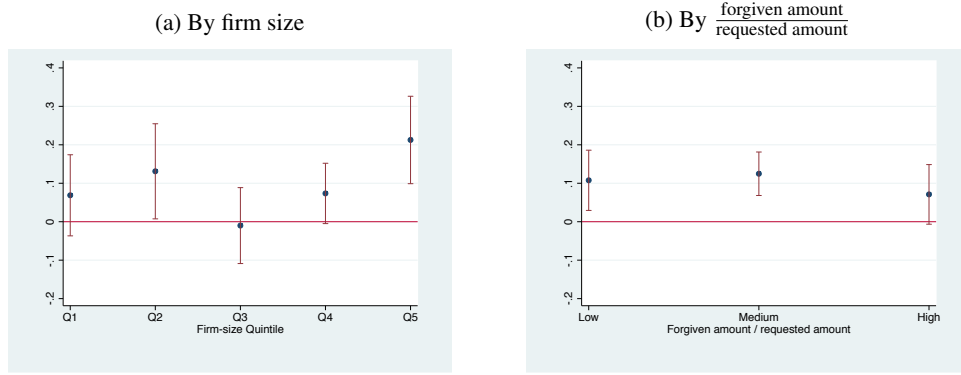 (a) By firm size
.4
.3
.2
.1
0
-.1
-.2
Q1 Q2 Q3 Q4 Q5
Firm-size Quintile
(b) By forgiven amount / requested amount
.4
.3
.2
.1
0
-.1
-.2
Low Medium High
Forgiven amount / requested amount